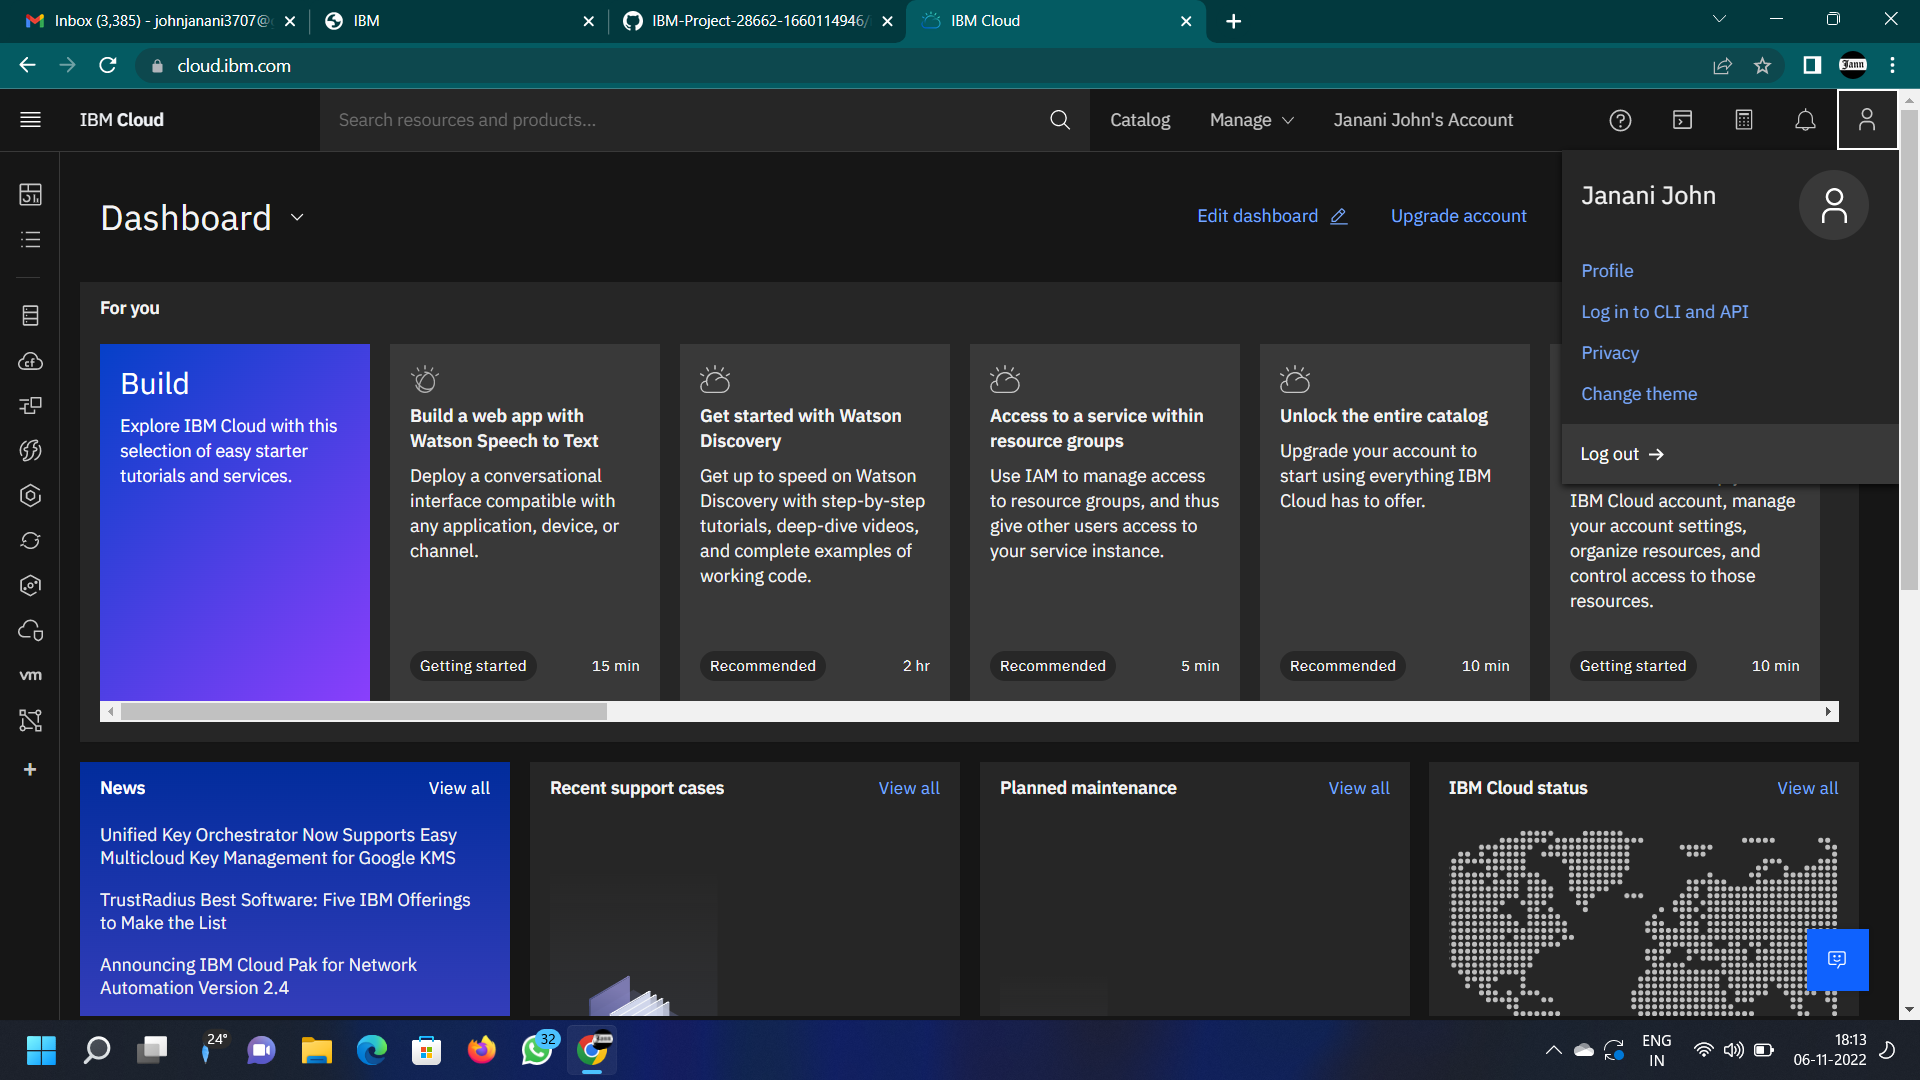 Inbox (3,385) - johnjanani3707@g
IBM
IBM-Project-28662-1660114946/
IBM Cloud
cloud.ibm.com
Jann
IBM Cloud
Search resources and products...
Catalog
Manage
Janani John's Account
Janani John
Profile
Log in to CLI and API
Privacy
Change theme
Log out
Dashboard
Edit dashboard
Upgrade account
For you
Build
Explore IBM Cloud with this
selection of easy starter
tutorials and services.
Build a web app with
Watson Speech to Text
Deploy a conversational
interface compatible with
any application, device, or
channel.
Getting started
15 min
Get started with Watson
Discovery
Get up to speed on Watson
Discovery with step-by-step
tutorials, deep-dive videos,
and complete examples of
working code.
Recommended
2 hr
Access to a service within
resource groups
Use IAM to manage access
to resource groups, and thus
give other users access to
your service instance.
Recommended
5 min
Unlock the entire catalog
Upgrade your account to
start using everything IBM
Cloud has to offer.
Recommended
10 min
IBM Cloud account, manage
your account settings,
organize resources, and
control access to those
resources.
Getting started
10 min
cf
vm
News
View all
Unified Key Orchestrator Now Supports Easy
Multicloud Key Management for Google KMS
TrustRadius Best Software: Five IBM Offerings
to Make the List
Announcing IBM Cloud Pak for Network
Automation Version 2.4
Recent support cases
View all
Planned maintenance
View all
IBM Cloud status
View all
24°
32
Jann
ENG
IN
18:13
06-11-2022